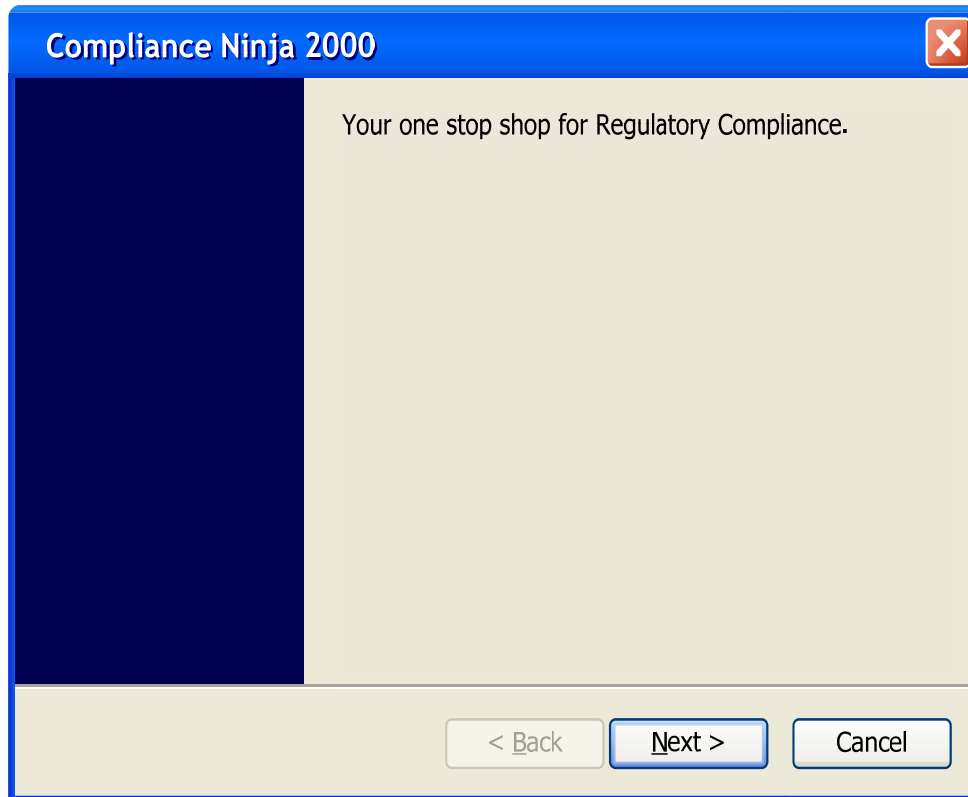 Compliance Ninja 2000
Your one stop shop for Regulatory Compliance.
< Back
Next >
Cancel